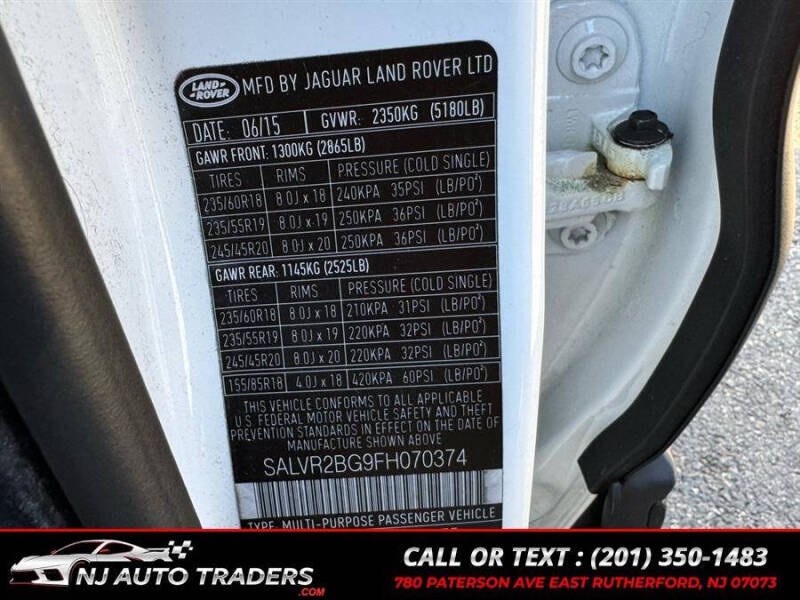 LAND ROVER
MFD BY JAGUAR LAND ROVER LTD
DATE: 06/15 GVWR: 2350KG (5180LB)
GAWR FRONT: 1300KG (2865LB)
TIRES RIMS PRESSURE (COLD SINGLE)
235/60R18 8.0J x 18 240KPA 35PSI (LB/PO²)
235/55R19 8.0J x 19 250KPA 36PSI (LB/PO²)
245/45R20 8.0J x 20 250KPA 36PSI (LB/PO²)
GAWR REAR: 1145KG (2525LB)
TIRES RIMS PRESSURE (COLD SINGLE)
235/60R18 8.0J x 18 210KPA 31PSI (LB/PO²)
235/55R19 8.0J x 19 220KPA 32PSI (LB/PO²)
245/45R20 8.0J x 20 220KPA 32PSI (LB/PO²)
155/85R18 4.0J x 18 420KPA 60PSI (LB/PO²)
THIS VEHICLE CONFORMS TO ALL APPLICABLE
U.S. FEDERAL MOTOR VEHICLE SAFETY AND THEFT
PREVENTION STANDARDS IN EFFECT ON THE DATE
OF MANUFACTURE SHOWN ABOVE
SALVR2BG9FH070374
TYPE: MULTI-PURPOSE PASSENGER VEHICLE
NJ AUTO TRADERS
.COM
CALL OR TEXT : (201) 350-1483
780 PATERSON AVE EAST RUTHERFORD, NJ 07073